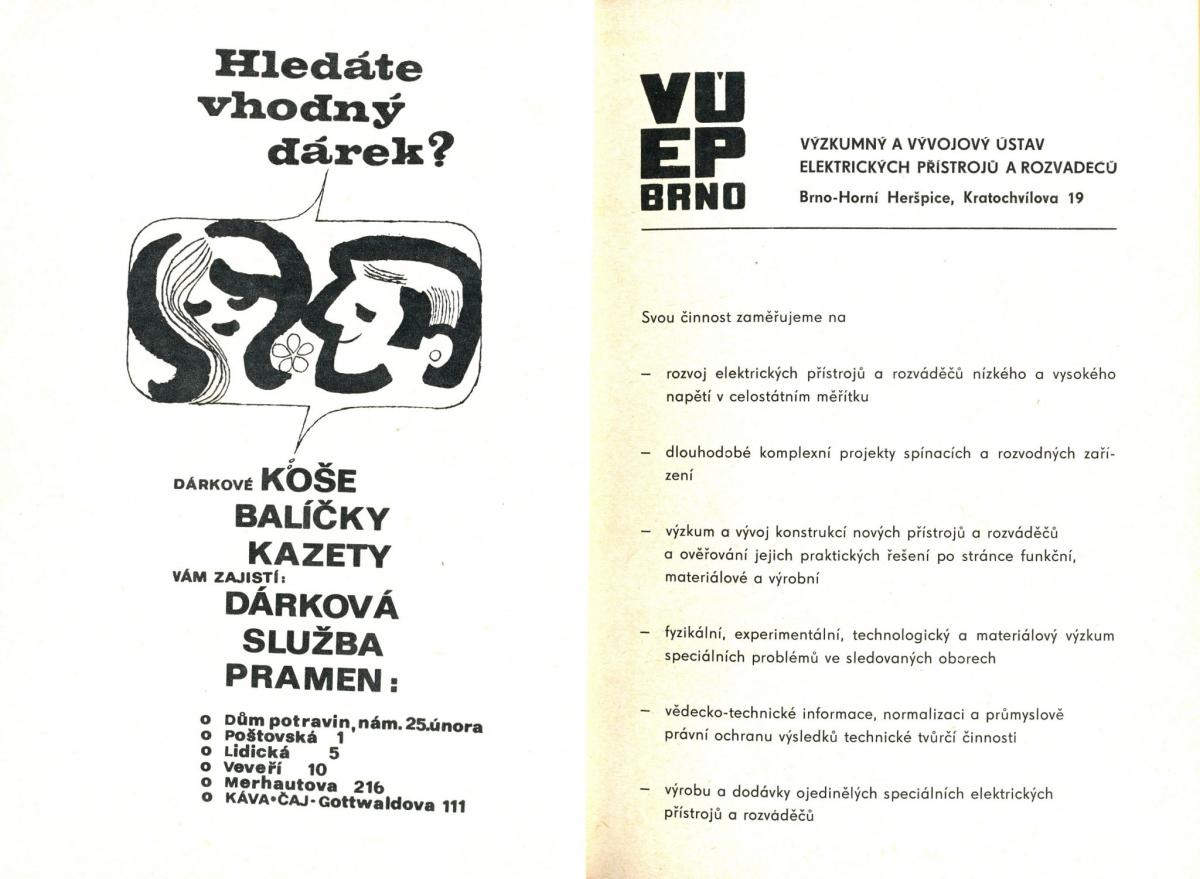 Hledáte
vhodný
dárek?
DÁRKOVÉ KOŠE
BALÍČKY
KAZETY
VÁM ZAJISTÍ:
DÁRKOVÁ
SLUŽBA
PRAMEN:
o Dům potravin, nám. 25.února
o Poštovská 1
o Lidická 5
o Veveří 10
o Merhautova 216
o KÁVA•ČAJ-Gottwaldova 111
VÚ
EP
BRNO
VÝZKUMNÝ A VÝVOJOVÝ ÚSTAV
ELEKTRICKÝCH PŘÍSTROJŮ A ROZVADECŮ
Brno-Horní Heršpice, Kratochvílova 19
Svou činnost zaměřujeme na
– rozvoj elektrických přístrojů a rozváděčů nízkého a vysokého
napětí v celostátním měřítku
– dlouhodobé komplexní projekty spínacích a rozvodných zaří-
zení
– výzkum a vývoj konstrukcí nových přístrojů a rozváděčů
a ověřování jejich praktických řešení po stránce funkční,
materiálové a výrobní
– fyzikální, experimentální, technologický a materiálový výzkum
speciálních problémů ve sledovaných oborech
– vědecko-technické informace, normalizaci a průmyslově
právní ochranu výsledků technické tvůrčí činnosti
– výrobu a dodávky ojedinělých speciálních elektrických
přístrojů a rozváděčů